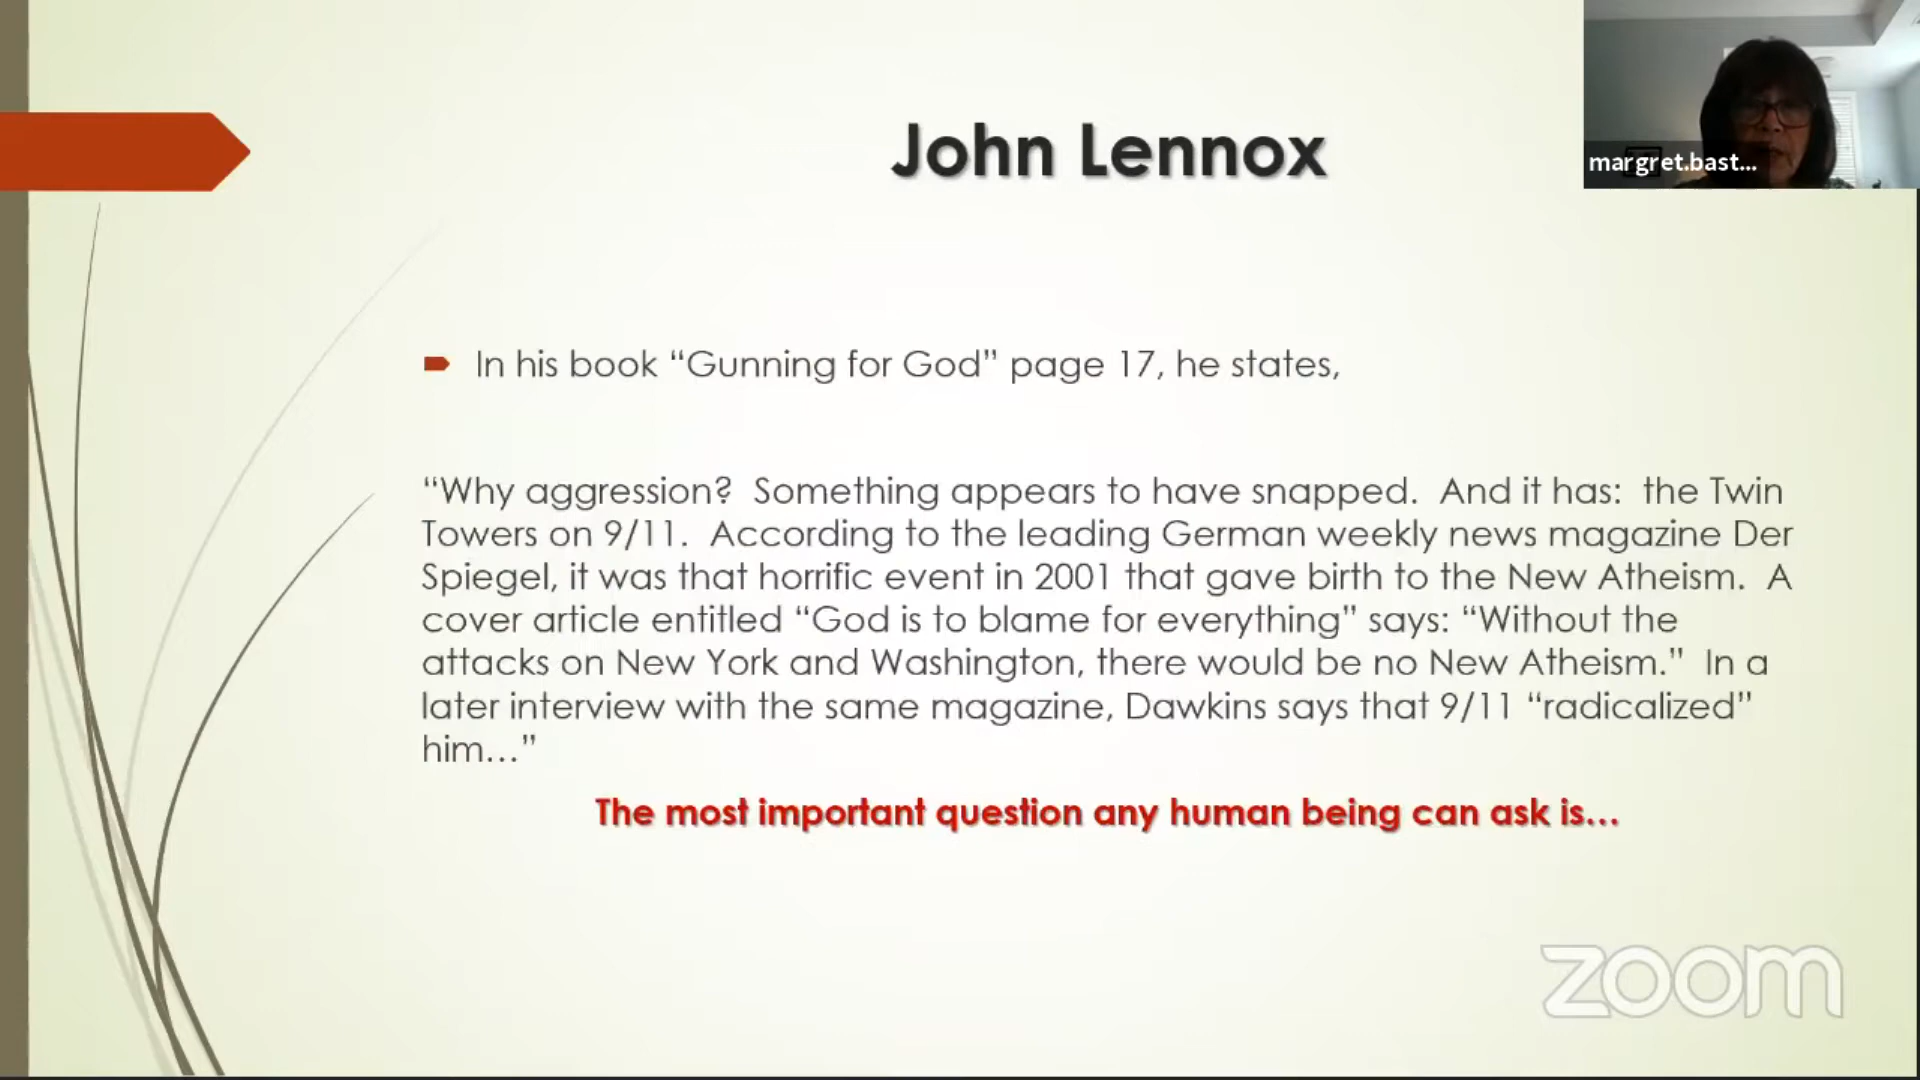 John Lennox
margret.bast...
In his book “Gunning for God” page 17, he states,
“Why aggression?  Something appears to have snapped.  And it has:  the Twin
Towers on 9/11.  According to the leading German weekly news magazine Der
Spiegel, it was that horrific event in 2001 that gave birth to the New Atheism.  A
cover article entitled “God is to blame for everything” says: “Without the
attacks on New York and Washington, there would be no New Atheism.”  In a
later interview with the same magazine, Dawkins says that 9/11 “radicalized”
him…”
The most important question any human being can ask is…
zoom